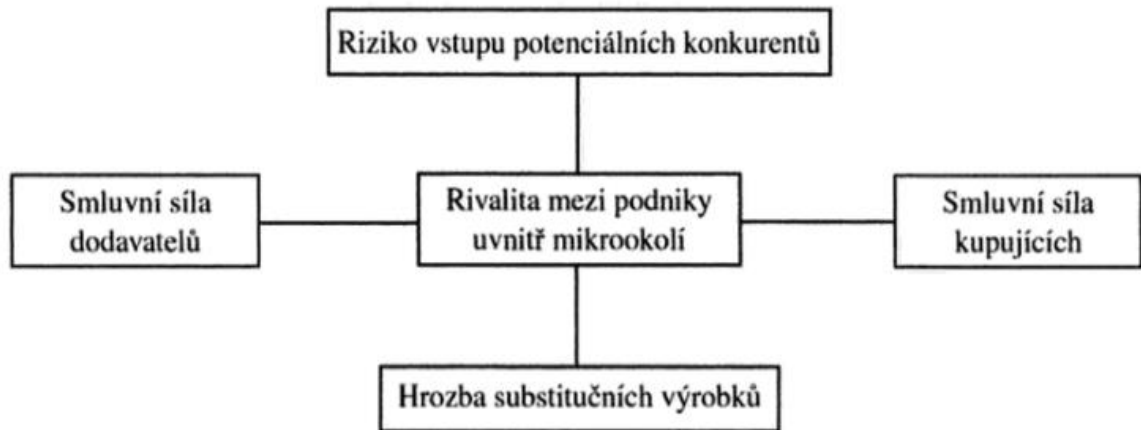 Riziko vstupu potenciálních konkurentů
Smluvní síla
dodavatelů
Rivalita mezi podniky
uvnitř mikrookolí
Smluvní síla
kupujících
Hrozba substitučních výrobků